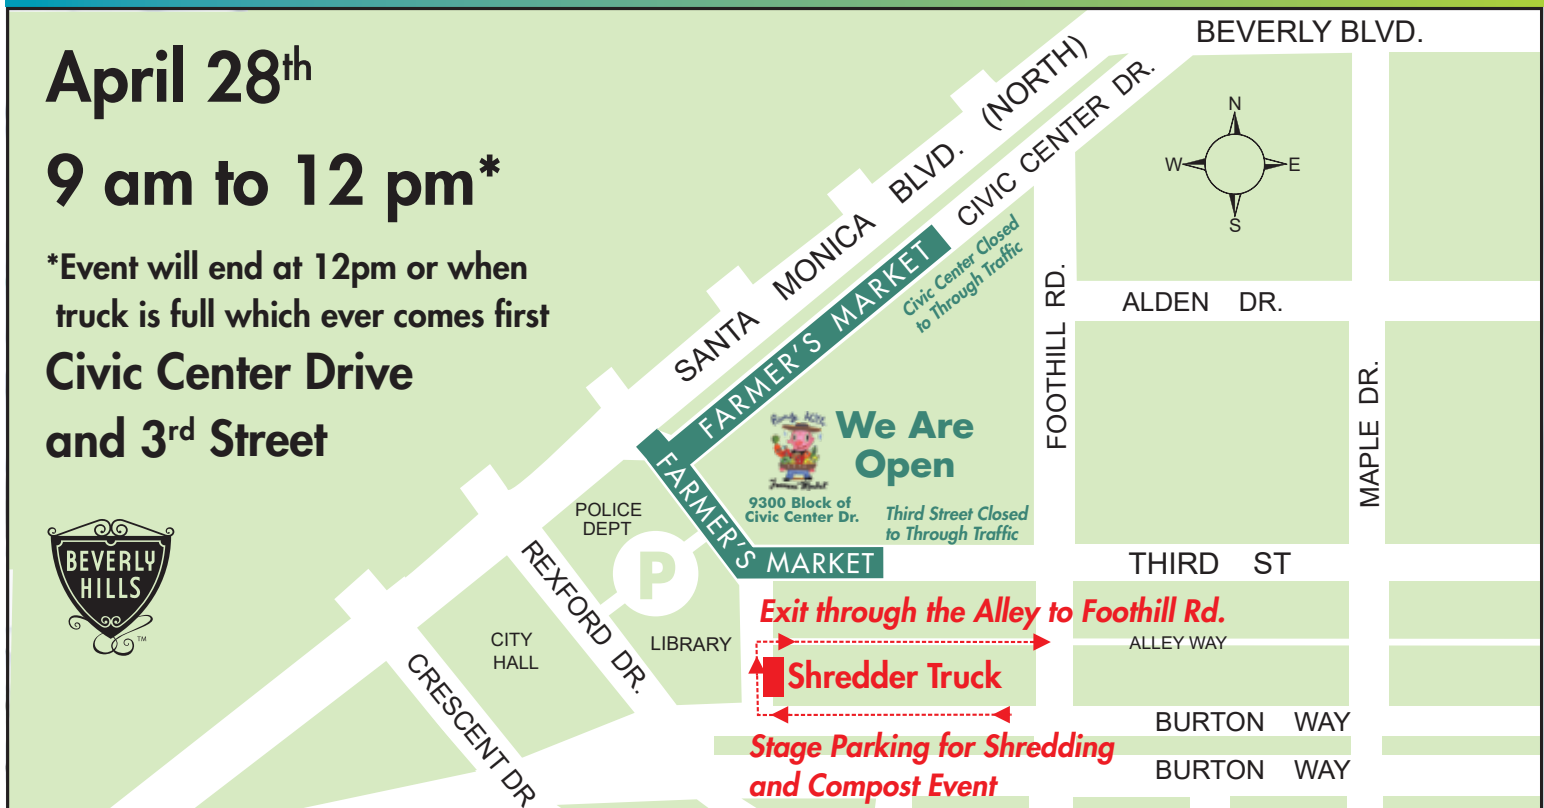 April 28th
9 am to 12 pm*
*Event will end at 12pm or when
truck is full which ever comes first
Civic Center Drive
and 3rd Street
BEVERLY
HILLS
TM
BEVERLY BLVD.
SANTA MONICA BLVD. (NORTH)
CIVIC CENTER DR.
N
W
E
S
Civic Center Closed
to Through Traffic
FARMER'S MARKET
FOOTHILL RD.
ALDEN DR.
MAPLE DR.
We Are
Open
9300 Block of
Civic Center Dr.
Third Street Closed
to Through Traffic
FARMER'S MARKET
POLICE
DEPT
P
REXFORD DR.
THIRD ST
Exit through the Alley to Foothill Rd.
ALLEY WAY
CITY
HALL
LIBRARY
Shredder Truck
CRESCENT DR
BURTON WAY
Stage Parking for Shredding
and Compost Event
BURTON WAY